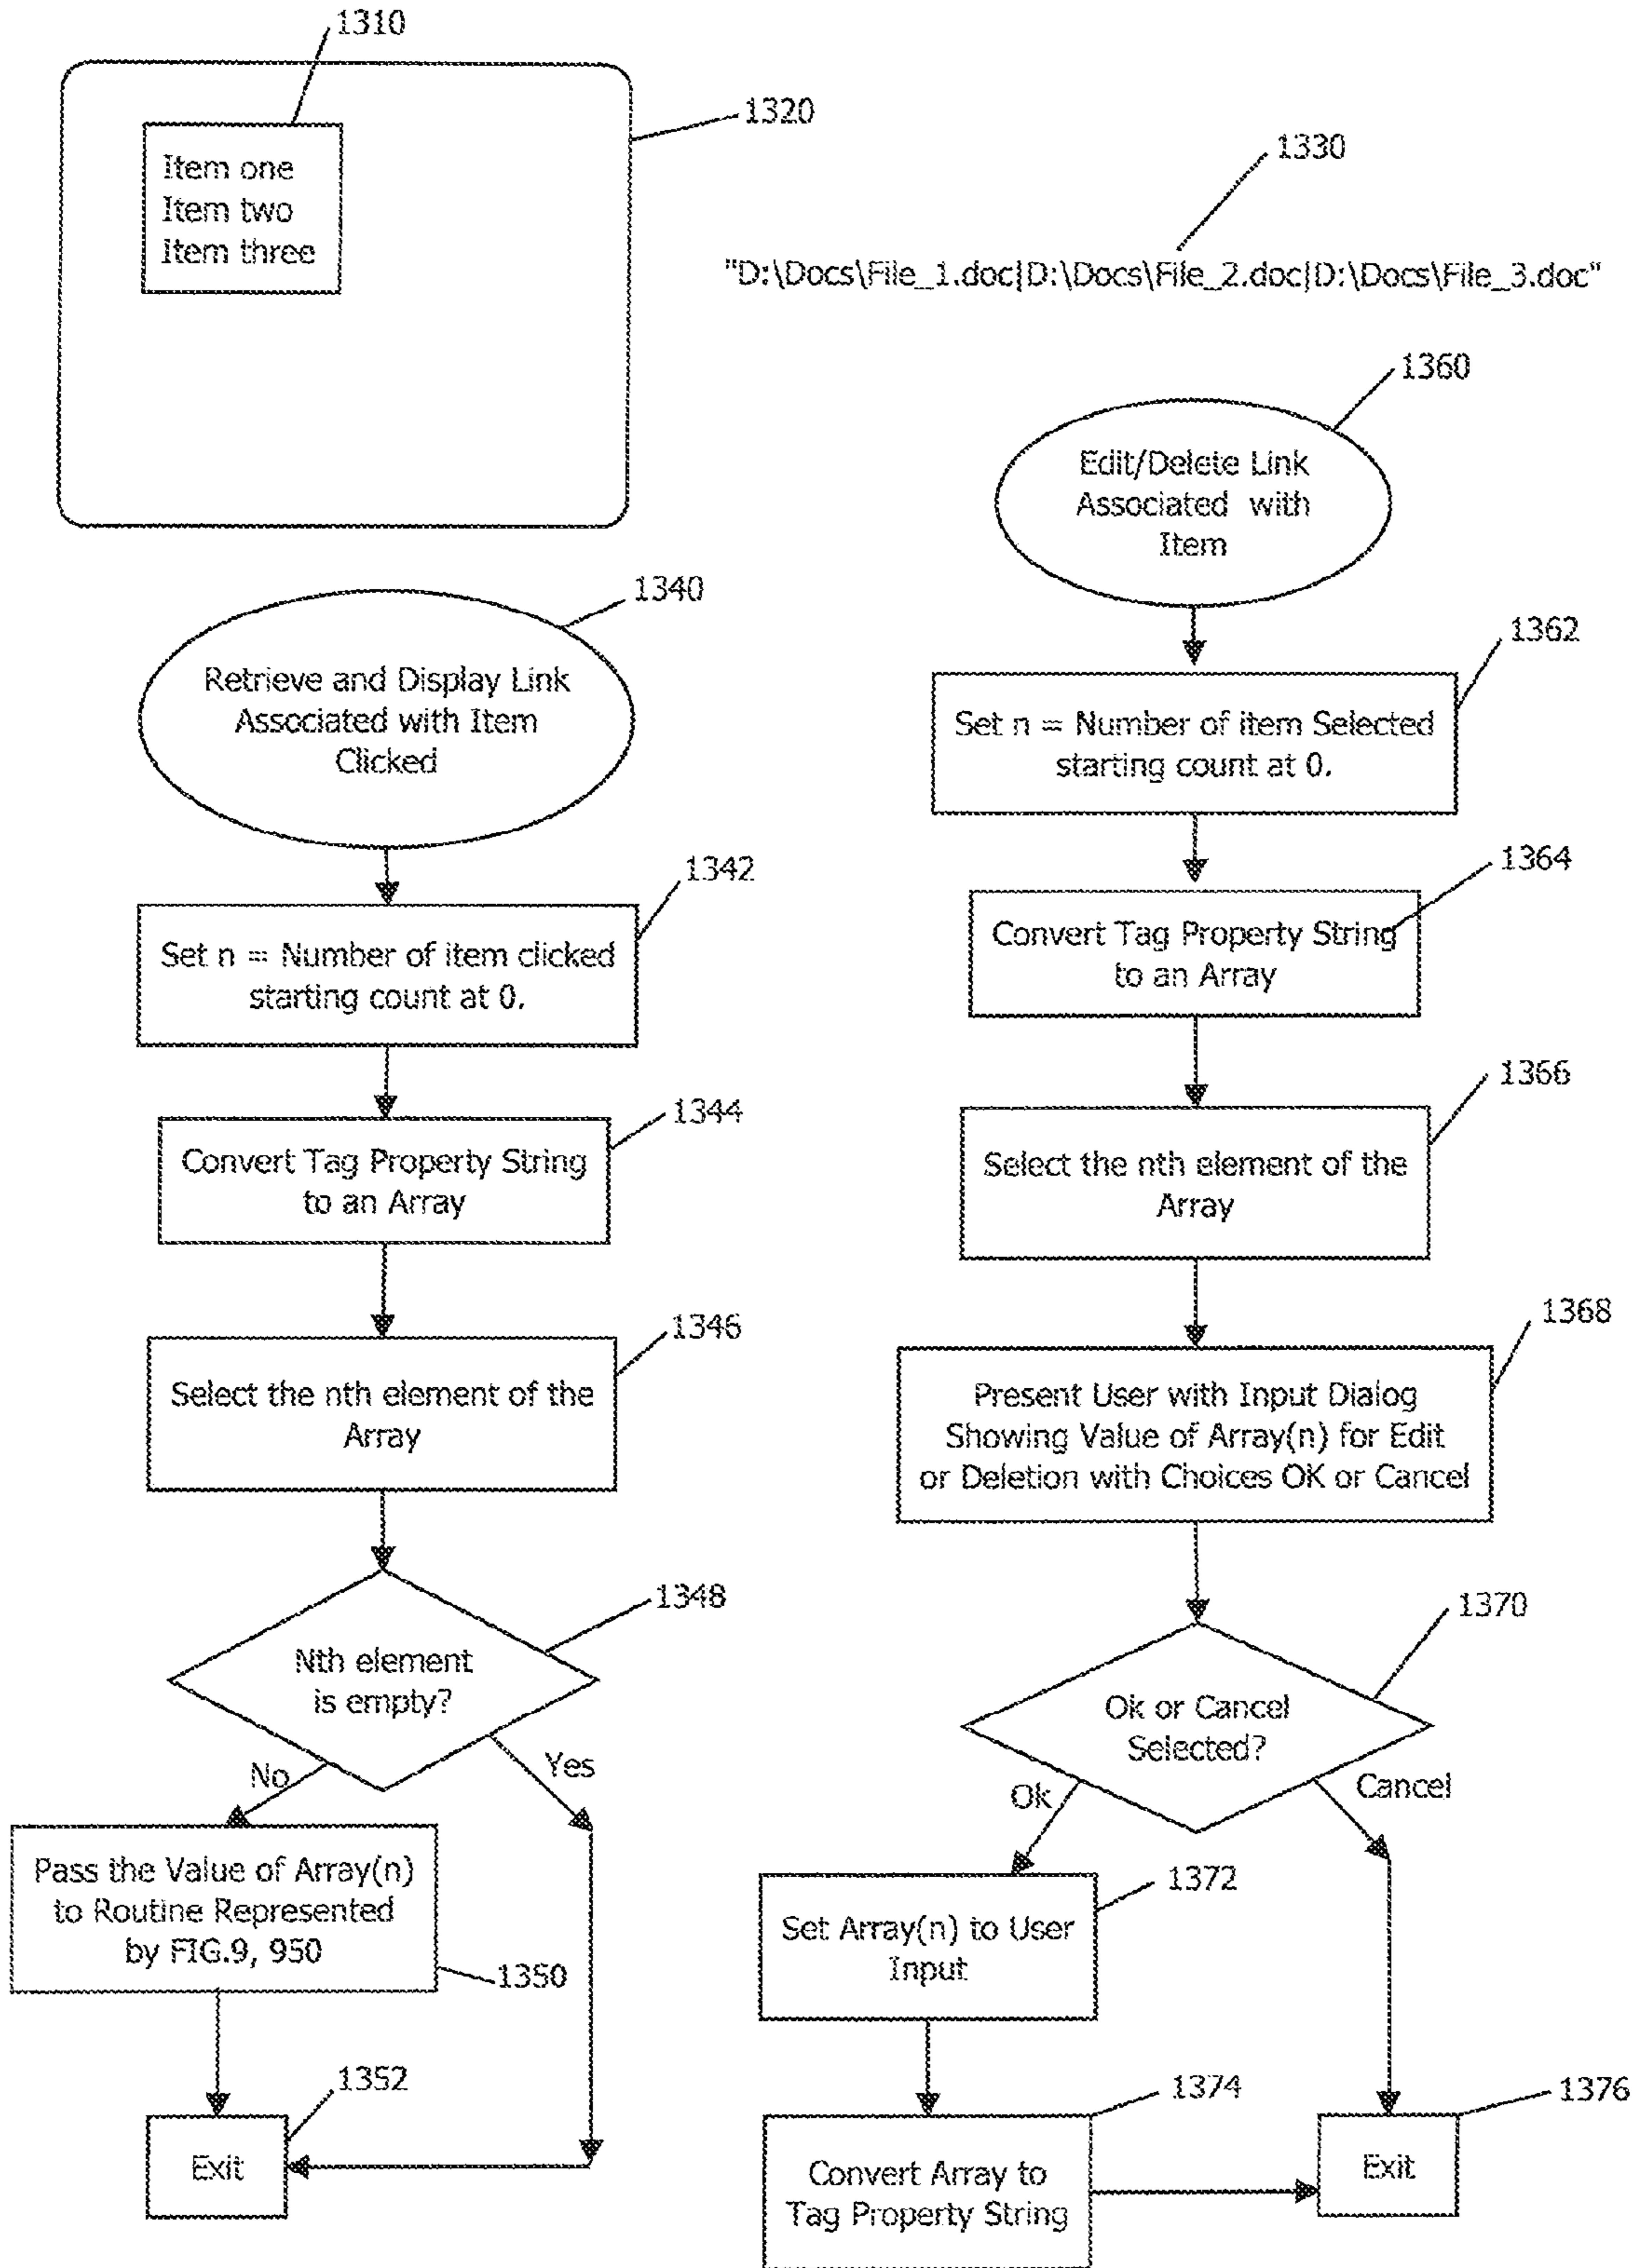 1310
1320
Item one
Item two
Item three
1330
"D:\Docs\File_1.doc|D:\Docs\File_2.doc|D:\Docs\File_3.doc"
1340
Retrieve and Display Link
Associated with Item
Clicked
1342
Set n = Number of item clicked
starting count at 0.
1344
Convert Tag Property String
to an Array
1346
Select the nth element of the
Array
1348
Nth element
is empty?
No
Yes
Pass the Value of Array(n)
to Routine Represented
by FIG.9, 950
1350
1352
Exit
1360
Edit/Delete Link
Associated with
Item
1362
Set n = Number of item Selected
starting count at 0.
1364
Convert Tag Property String
to an Array
1366
Select the nth element of the
Array
1368
Present User with Input Dialog
Showing Value of Array(n) for Edit
or Deletion with Choices OK or Cancel
1370
Ok or Cancel
Selected?
Ok
Cancel
1372
Set Array(n) to User
Input
1374
Convert Array to
Tag Property String
1376
Exit